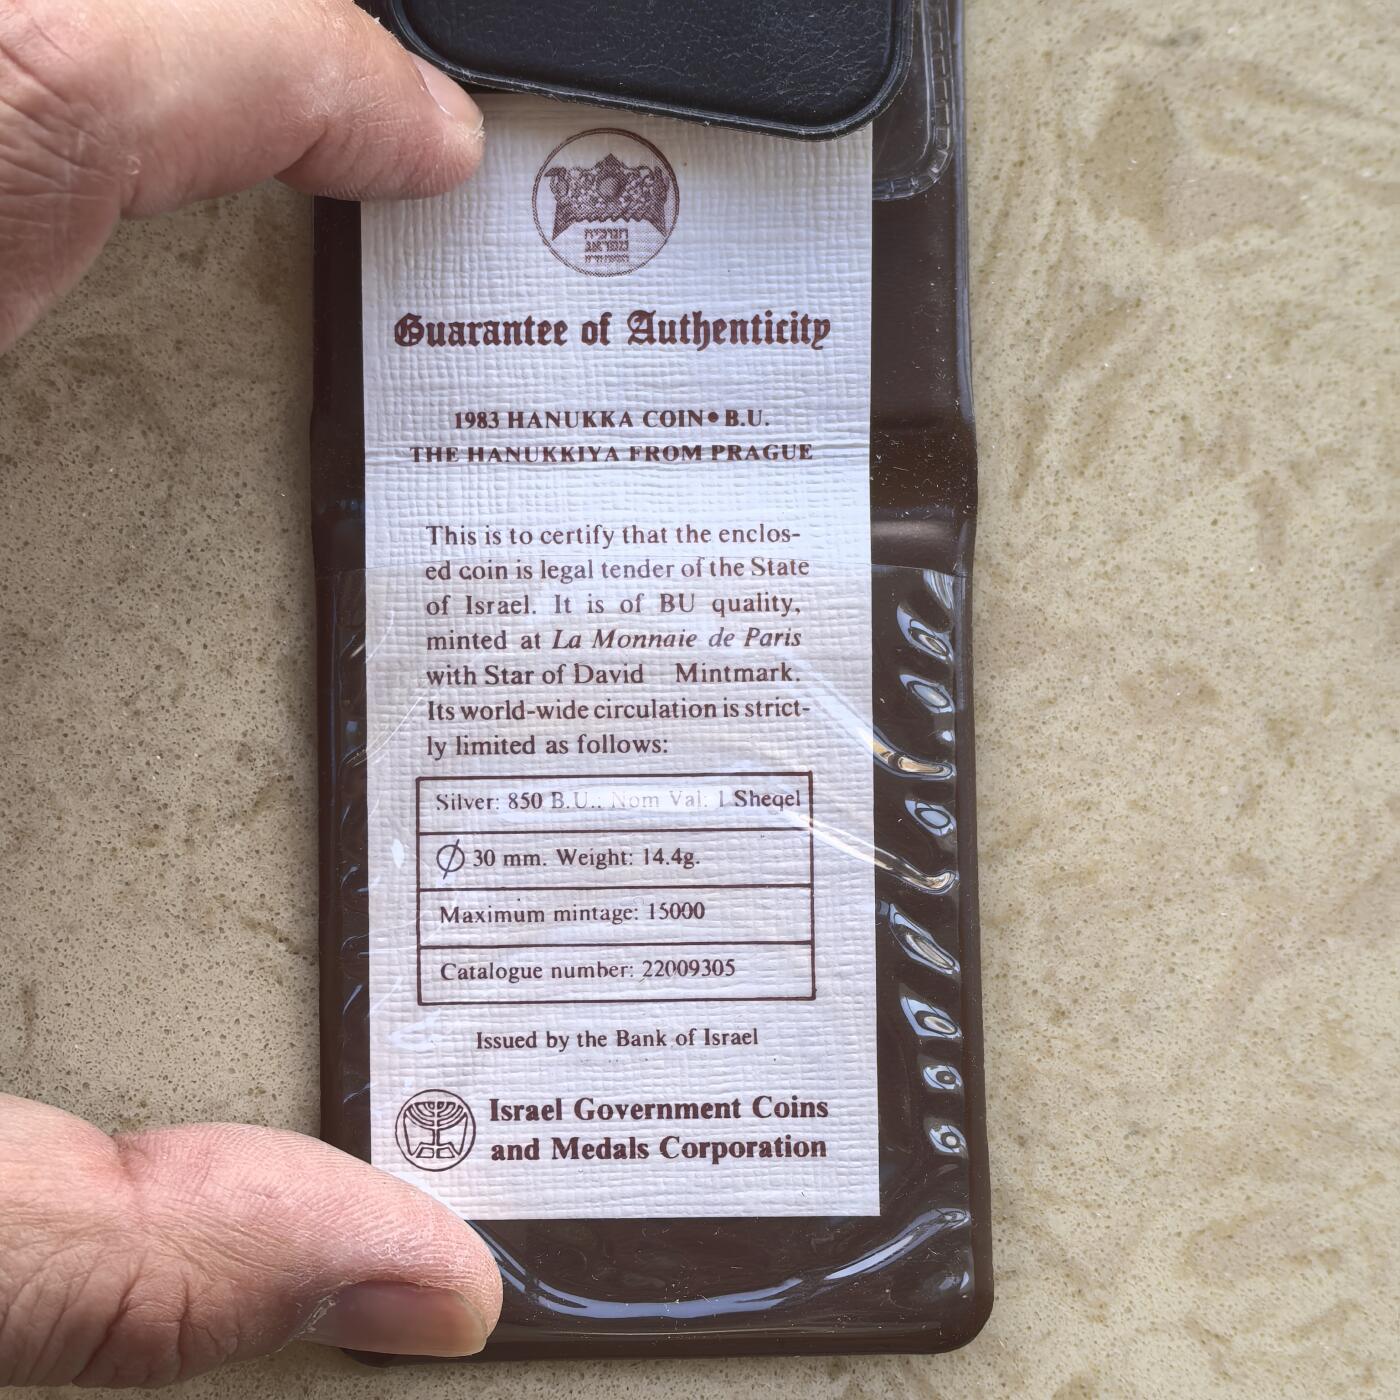 חנוכית
מפראג
Guarantee of Authenticity
1983 HANUKKA COIN • B.U.
THE HANUKKIYA FROM PRAGUE
This is to certify that the enclos-
ed coin is legal tender of the State
of Israel. It is of BU quality,
minted at La Monnaie de Paris
with Star of David Mintmark.
Its world-wide circulation is strict-
ly limited as follows:
Silver: 850 B.U.. Nom Val: 1 Sheqel
Ø 30 mm. Weight: 14.4g.
Maximum mintage: 15000
Catalogue number: 22009305
Issued by the Bank of Israel
Israel Government Coins
and Medals Corporation